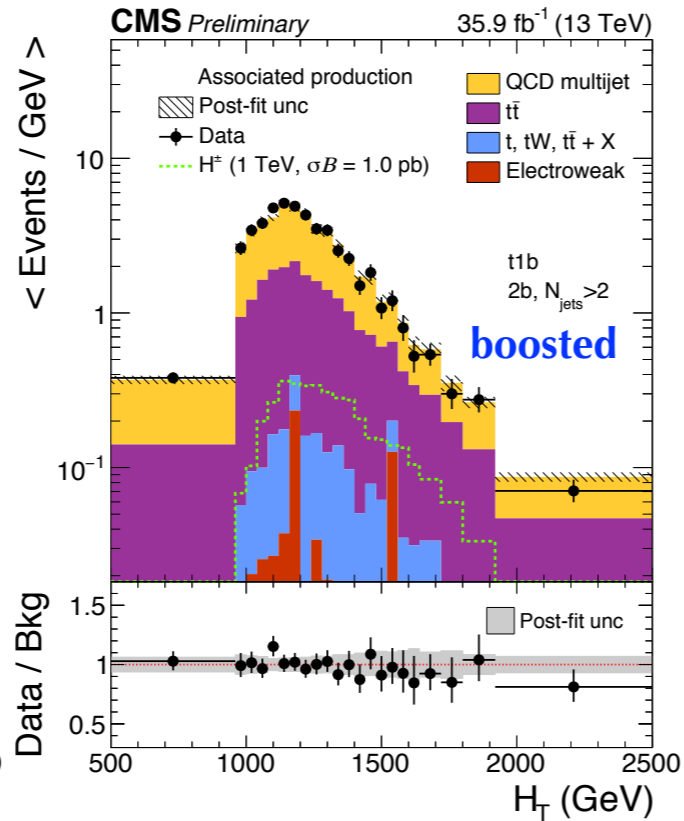 CMS Preliminary 35.9 fb⁻¹ (13 TeV)
< Events / GeV >
Associated production
Post-fit unc
Data
H± (1 TeV, σB = 1.0 pb)
QCD multijet
tt̄
t, tW, tt̄ + X
Electroweak
t1b
2b, N_jets>2
boosted
10
1
10⁻¹
Data / Bkg
Post-fit unc
1.5
1
0.5
500 1000 1500 2000 2500
H_T (GeV)